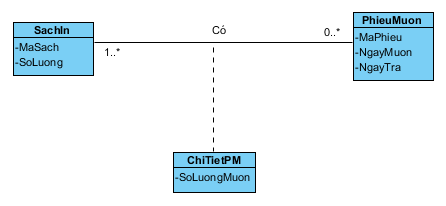 SachIn
-MaSach
-SoLuong
Có
1..*
0..*
PhieuMuon
-MaPhieu
-NgayMuon
-NgayTra
ChiTietPM
-SoLuongMuon